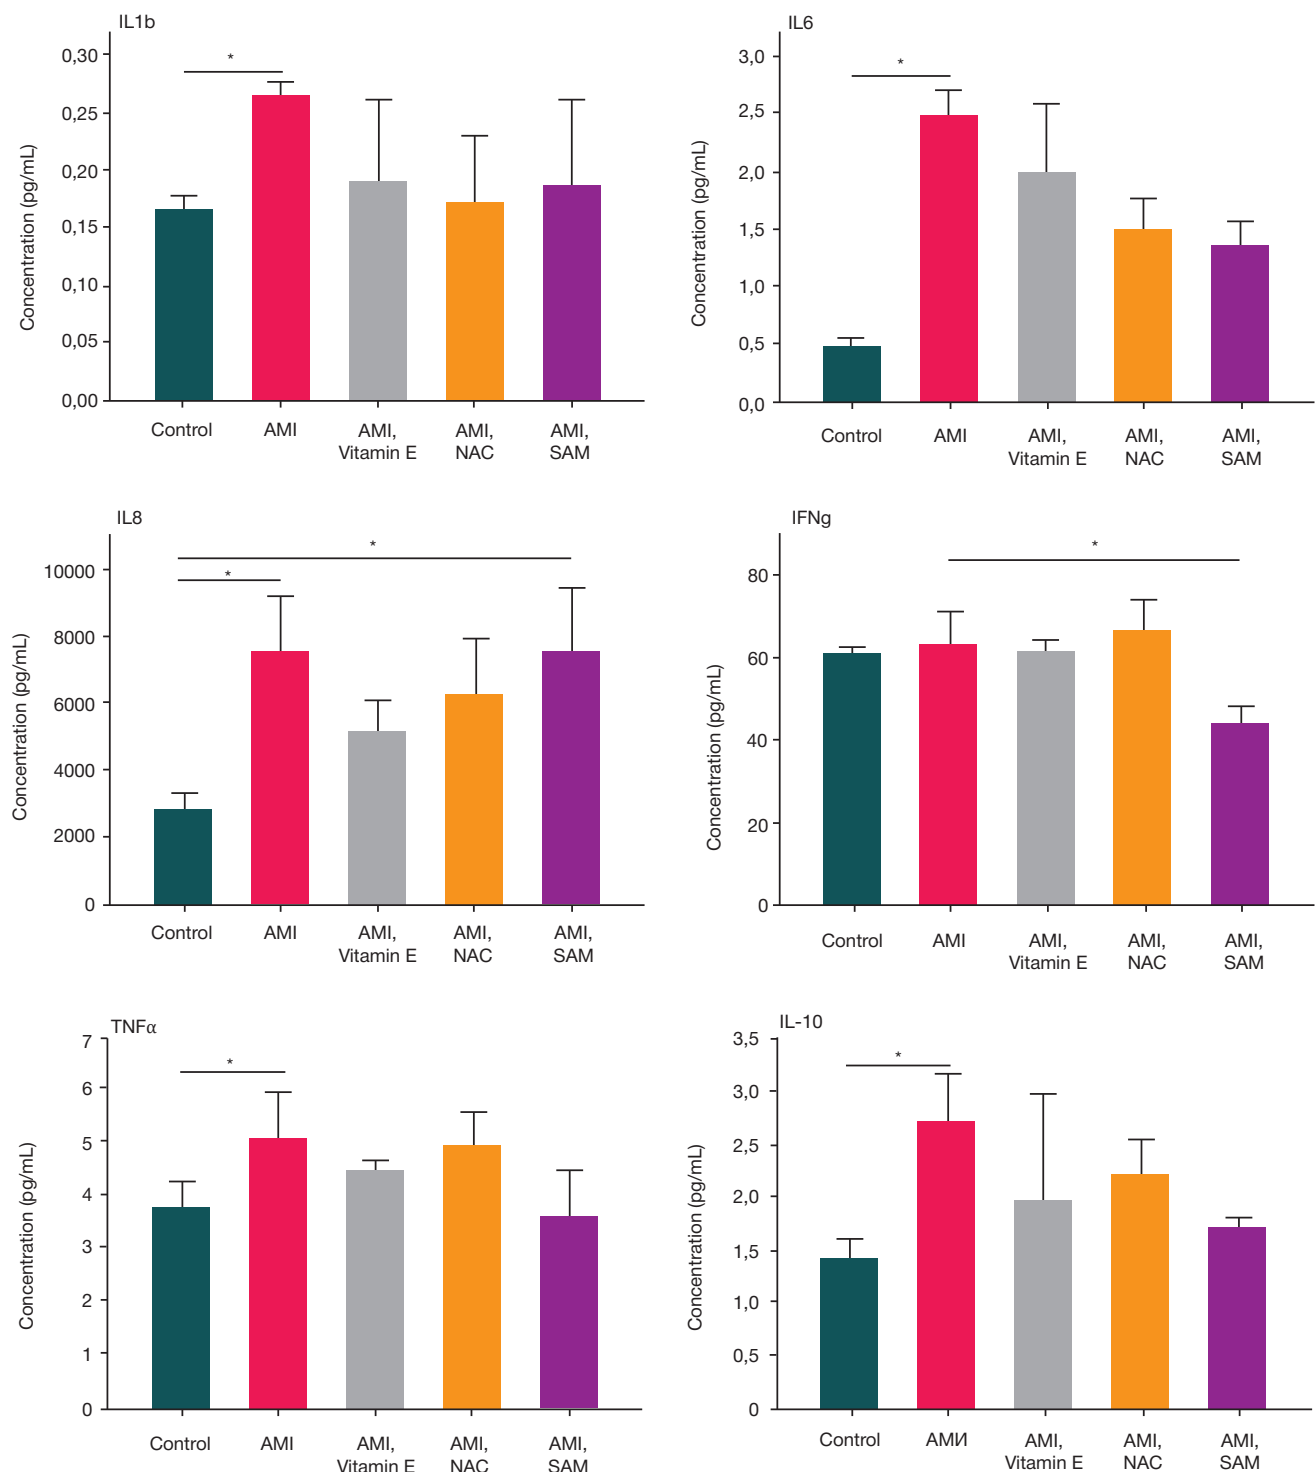 IL1b
Concentration (pg/mL)
0,30
0,25
0,20
0,15
0,10
0,05
0,00
*
Control
AMI
AMI,
Vitamin E
AMI,
NAC
AMI,
SAM
IL6
Concentration (pg/mL)
3,0
2,5
2,0
1,5
1,0
0,5
0,0
*
Control
AMI
AMI,
Vitamin E
AMI,
NAC
AMI,
SAM
IL8
Concentration (pg/mL)
10000
8000
6000
4000
2000
0
*
*
Control
AMI
AMI,
Vitamin E
AMI,
NAC
AMI,
SAM
IFNg
Concentration (pg/mL)
80
60
40
20
0
*
Control
AMI
AMI,
Vitamin E
AMI,
NAC
AMI,
SAM
TNFα
Concentration (pg/mL)
7
6
5
4
3
2
1
0
*
Control
AMI
AMI,
Vitamin E
AMI,
NAC
AMI,
SAM
IL-10
Concentration (pg/mL)
3,5
3,0
2,5
2,0
1,5
1,0
0,5
0
*
Control
AMИ
AMI,
Vitamin E
AMI,
NAC
AMI,
SAM